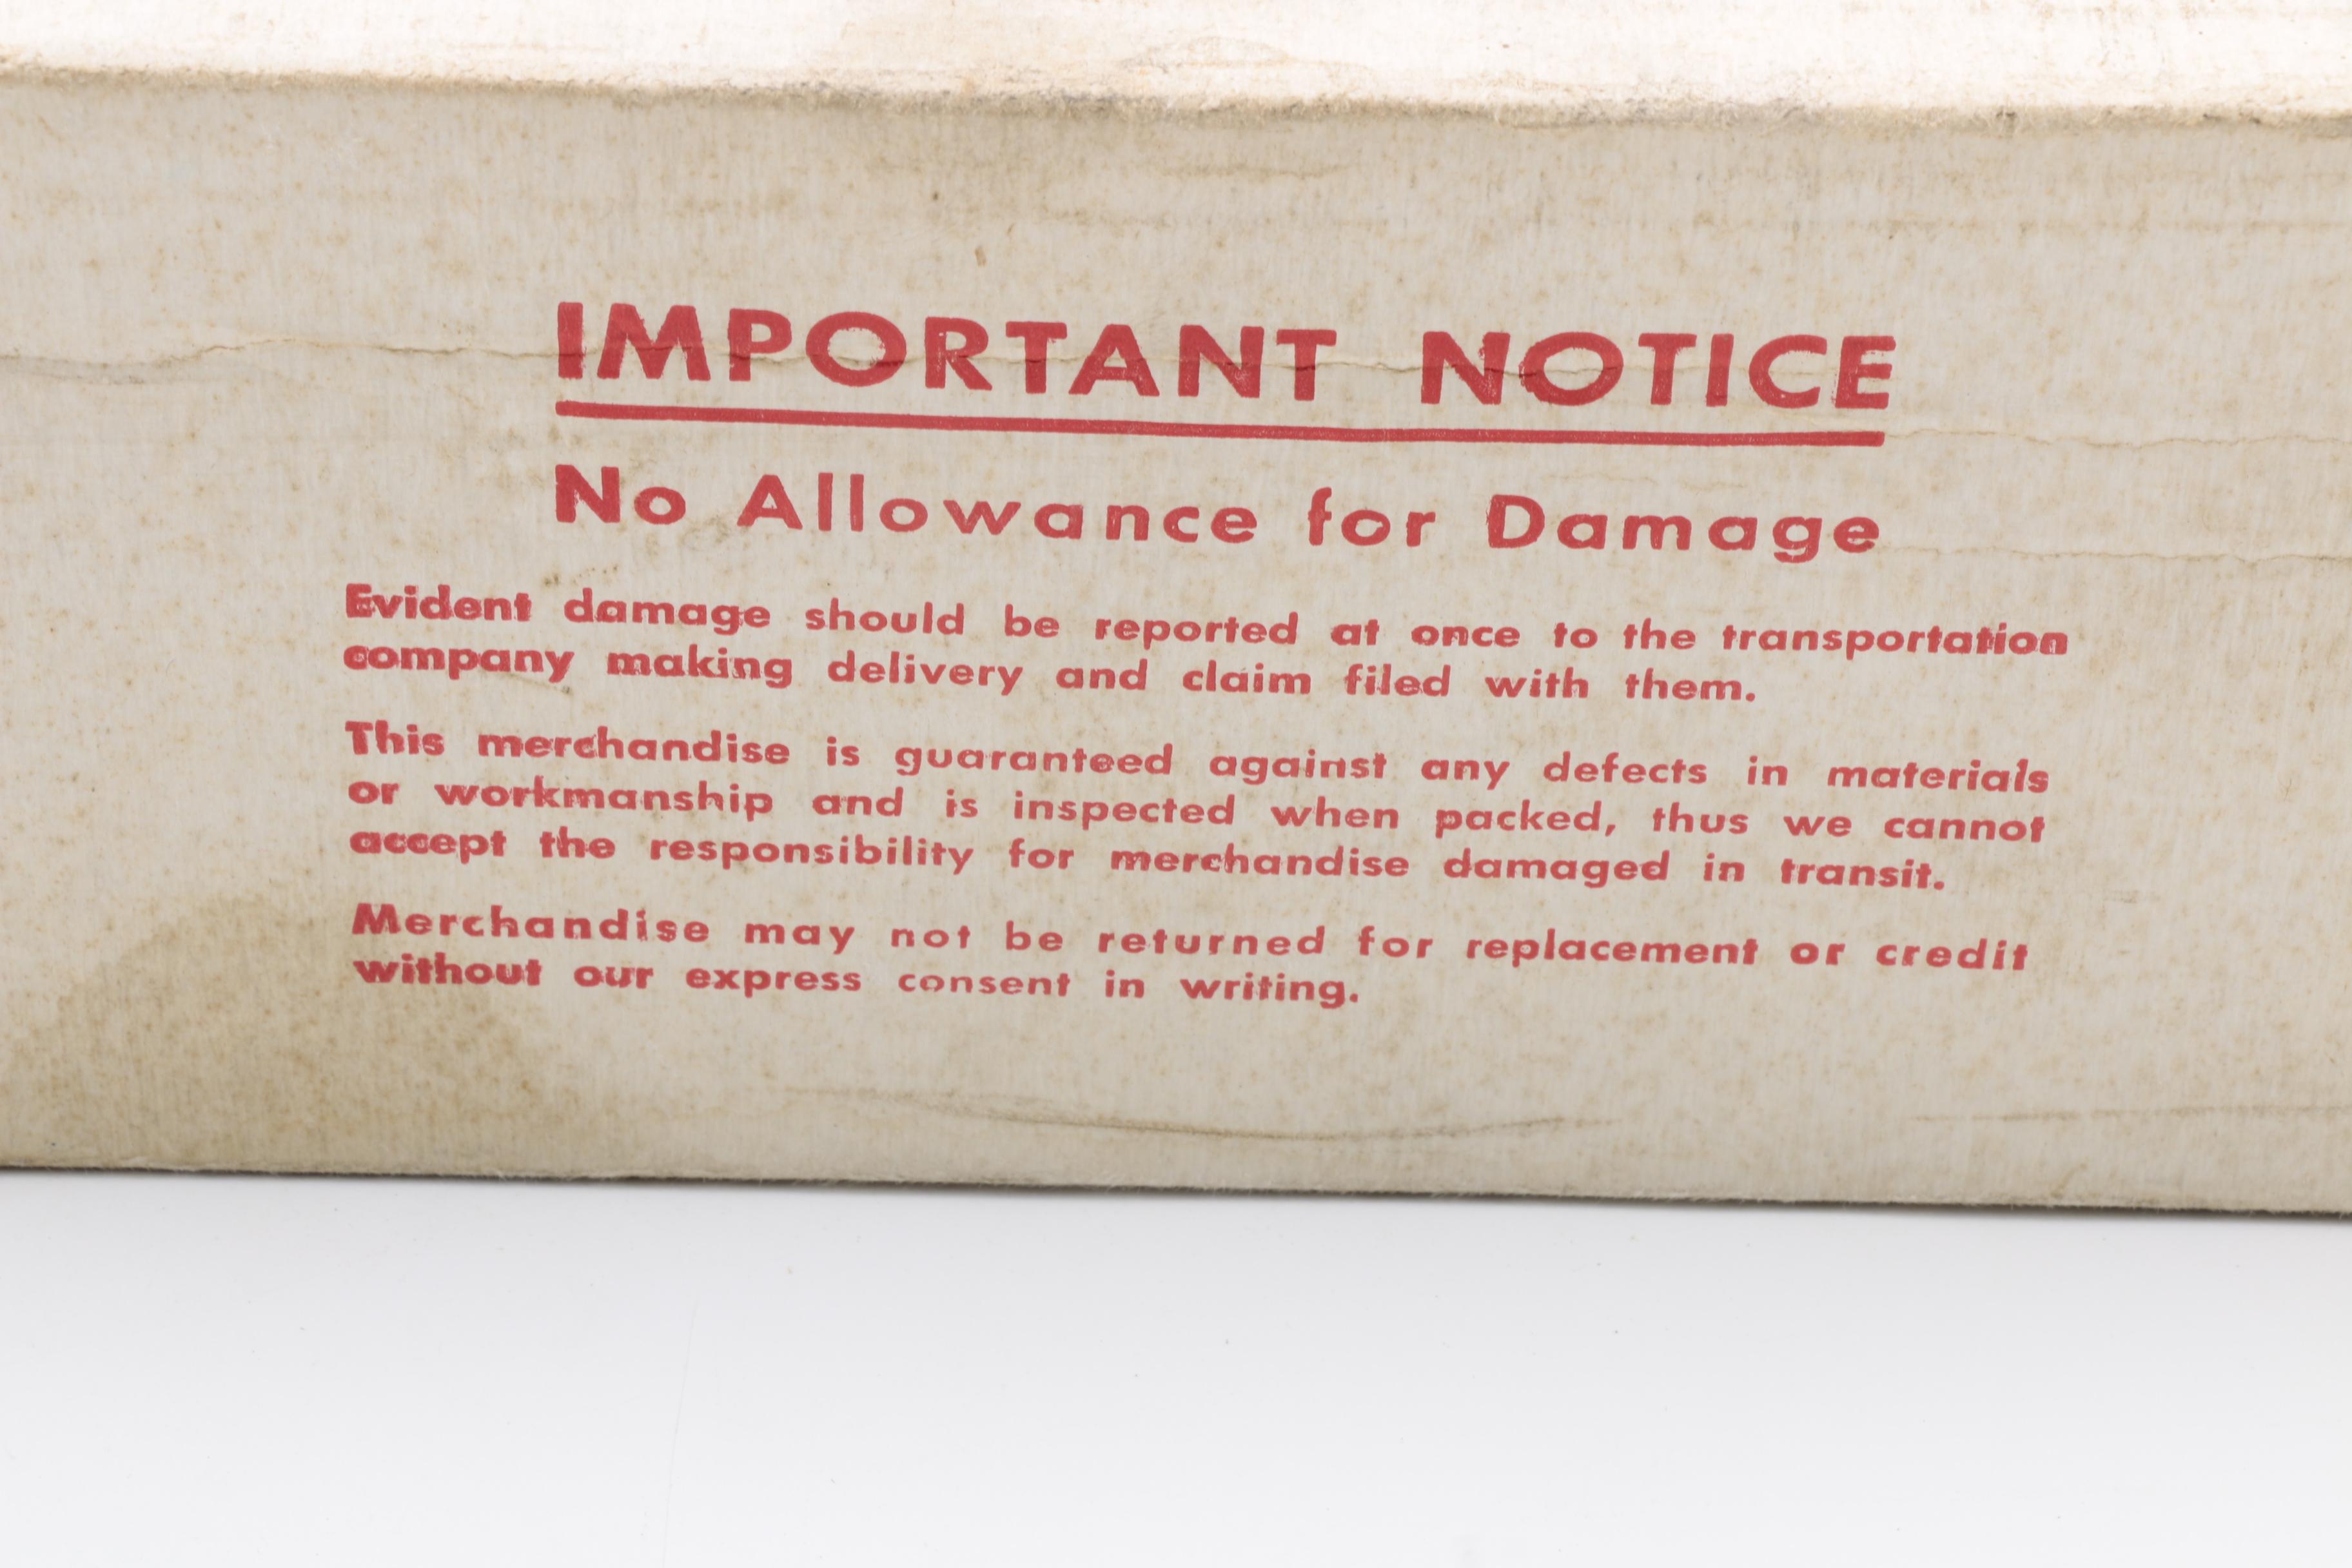 IMPORTANT NOTICE
No Allowance for Damage
Evident damage should be reported at once to the transportation
company making delivery and claim filed with them.
This merchandise is guaranteed against any defects in materials
or workmanship and is inspected when packed, thus we cannot
accept the responsibility for merchandise damaged in transit.
Merchandise may not be returned for replacement or credit
without our express consent in writing.